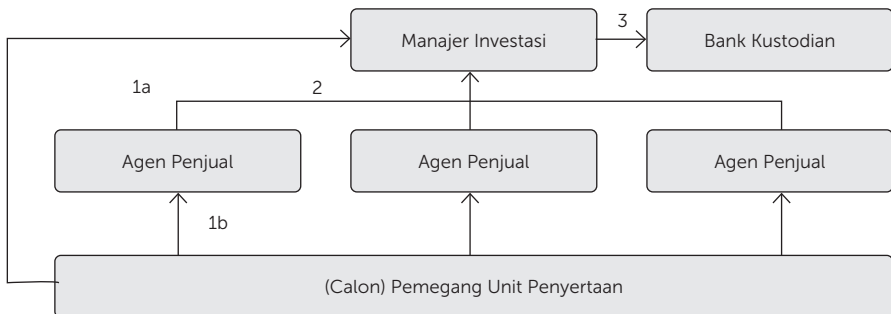 Manajer Investasi
3
Bank Kustodian
1a
2
Agen Penjual
Agen Penjual
Agen Penjual
1b
(Calon) Pemegang Unit Penyertaan